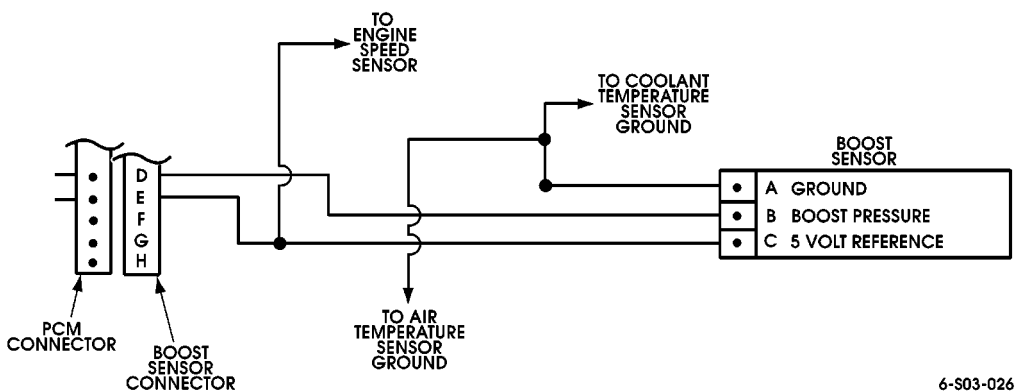 TO
ENGINE
SPEED
SENSOR
TO COOLANT
TEMPERATURE
SENSOR
GROUND
BOOST
SENSOR
A GROUND
B BOOST PRESSURE
C 5 VOLT REFERENCE
D
E
F
G
H
PCM
CONNECTOR
BOOST
SENSOR
CONNECTOR
TO AIR
TEMPERATURE
SENSOR
GROUND
6-S03-026